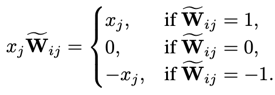 $x_j \widetilde{\mathbf{W}}_{ij} = \begin{cases} x_j, & \text{if } \widetilde{\mathbf{W}}_{ij} = 1, \\ 0, & \text{if } \widetilde{\mathbf{W}}_{ij} = 0, \\ -x_j, & \text{if } \widetilde{\mathbf{W}}_{ij} = -1. \end{cases}$